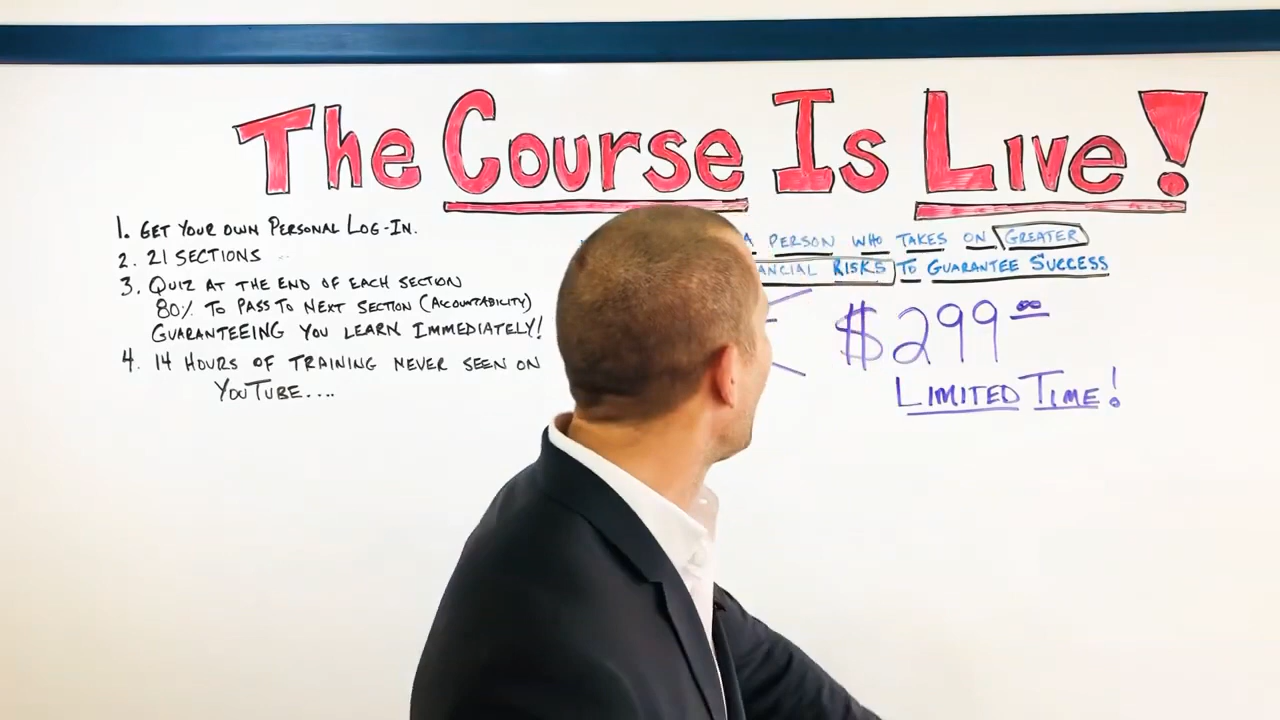 The Course Is Live!
1. Get Your Own Personal Log-In.
2. 21 Sections
3. Quiz at the end of each section
80% To Pass To Next Section (Accountability)
Guaranteeing You Learn Immediately!
4. 14 Hours of Training Never Seen On
YouTube....
A Person Who Takes On Greater
Risks To Guarantee Success
$299.00
Limited Time!